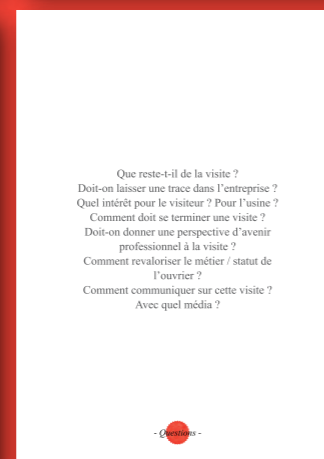 Que reste-t-il de la visite ?
Doit-on laisser une trace dans l'entreprise ?
Quel intérêt pour le visiteur ? Pour l'usine ?
Comment doit se terminer une visite ?
Doit-on donner une perspective d'avenir
professionnel à la visite ?
Comment revaloriser le métier / statut de
l'ouvrier ?
Comment communiquer sur cette visite ?
Avec quel média ?
- Questions -